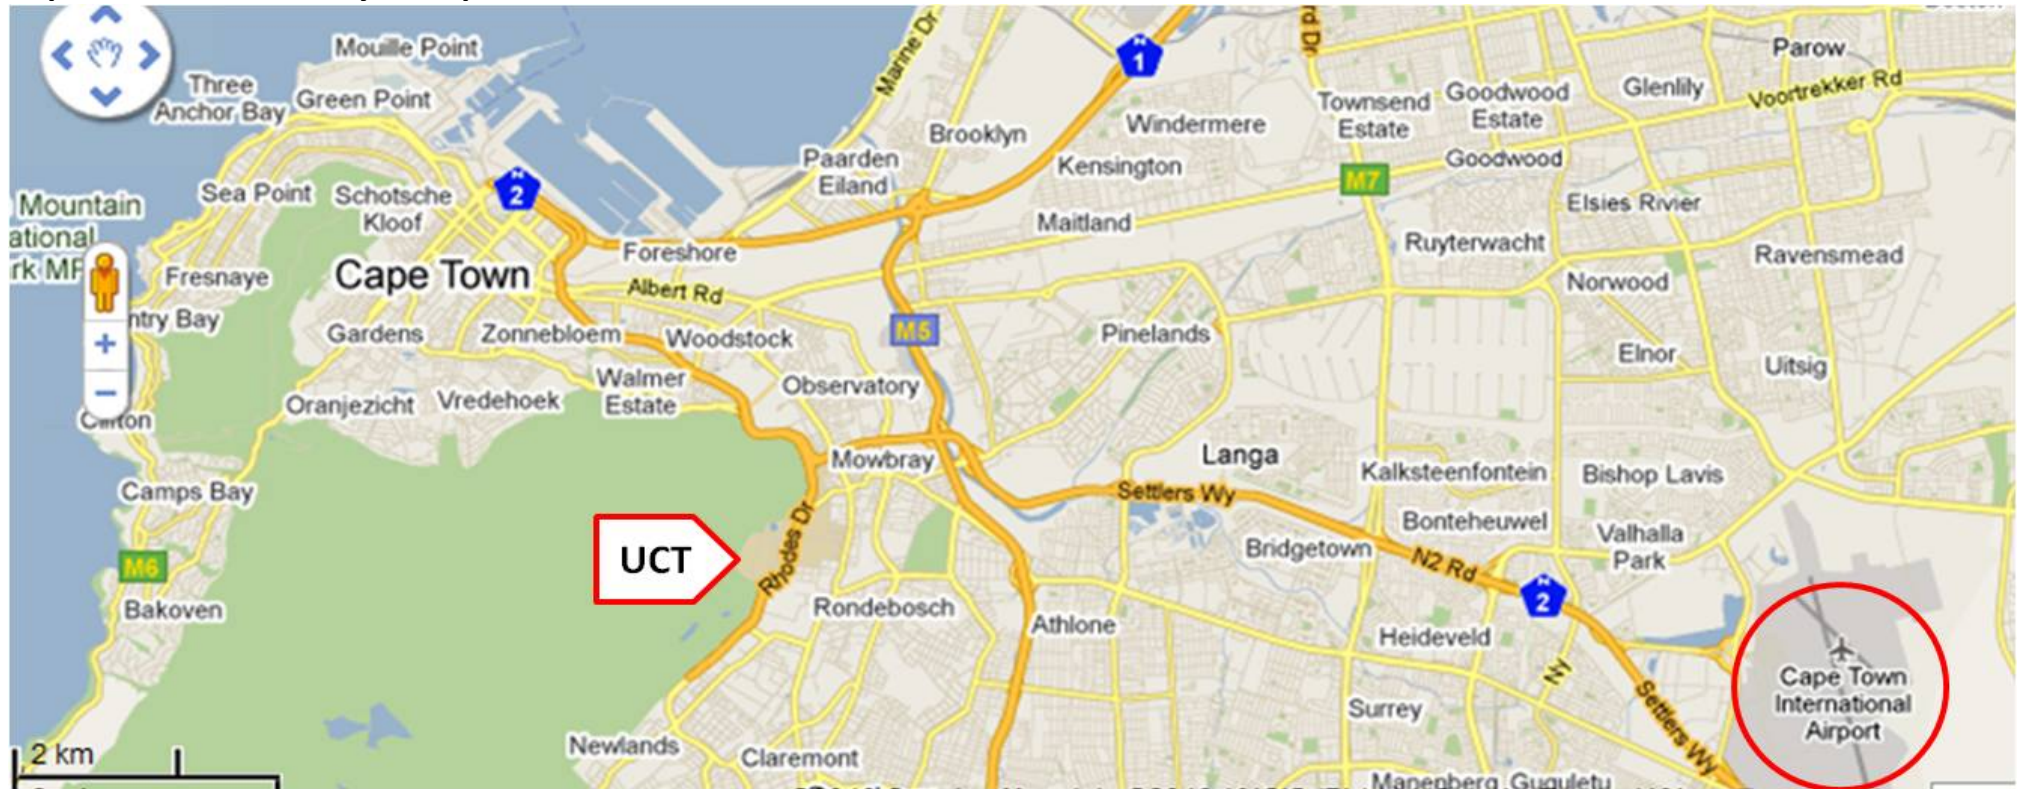 Mouille Point
Three
Anchor Bay
Green Point
Marine Dr
N
1
Parow
Glenlily
Voortrekker Rd
Townsend
Estate
Goodwood
Estate
Windermere
Brooklyn
Paarden
Eiland
Kensington
Goodwood
M7
Mountain
ational
rk MP
Sea Point
Schotsche
Kloof
N
2
Maitland
Elsies Rivier
Ruyterwacht
Ravensmead
Foreshore
Fresnaye
Cape Town
Albert Rd
Norwood
ntry Bay
Gardens
Zonnebloem
Woodstock
M5
Pinelands
Elnor
Uitsig
Walmer
Estate
Observatory
Oranjezicht
Vredehoek
Clifton
Mowbray
Langa
Kalksteenfontein
Bishop Lavis
Camps Bay
Settlers Wy
Rhodes Dr
Bonteheuwel
Valhalla
Park
UCT
Bridgetown
N2 Rd
M6
N
2
Bakoven
Rondebosch
Athlone
Heideveld
Ny
Cape Town
International
Airport
Surrey
Settlers Wy
Newlands
Claremont
2 km
Manenberg
Guguletu